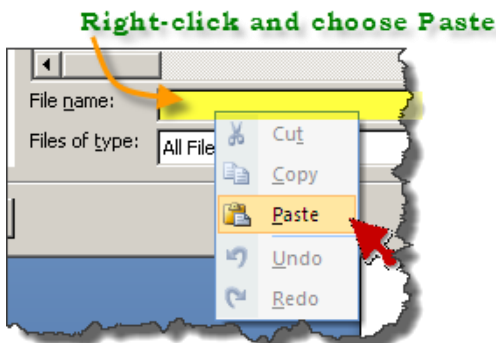 Right-click and choose Paste
File name:
Files of type: All File
Cut
Copy
Paste
Undo
Redo